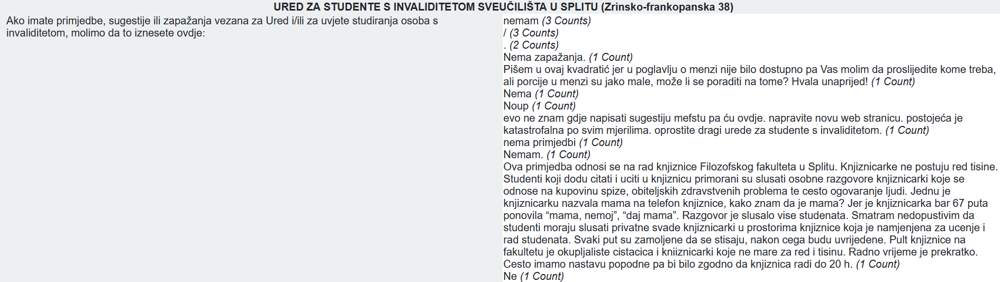 URED ZA STUDENTE S INVALIDITETOM SVEUČILIŠTA U SPLITU (Zrinsko-frankopanska 38)
Ako imate primjedbe, sugestije ili zapažanja vezana za Ured i/ili za uvjete studiranja osoba s
invaliditetom, molimo da to iznesete ovdje:
nemam (3 Counts)
/ (3 Counts)
. (2 Counts)
Nema zapažanja. (1 Count)
Pišem u ovaj kvadratić jer u poglavlju o menzi nije bilo dostupno pa Vas molim da proslijedite kome treba,
ali porcije u menzi su jako male, može li se poraditi na tome? Hvala unaprijed! (1 Count)
Nema (1 Count)
Noup (1 Count)
evo ne znam gdje napisati sugestiju mefstu pa ću ovdje. napravite novu web stranicu. postojeća je
katastrofalna po svim mjerilima. oprostite dragi urede za studente s invaliditetom. (1 Count)
nema primjedbi (1 Count)
Nemam. (1 Count)
Ova primjedba odnosi se na rad knjiznice Filozofskog fakulteta u Splitu. Knjiznicarke ne postuju red tisine.
Studenti koji dodu citati i uciti u knjiznicu primorani su slusati osobne razgovore knjiznicarki koje se
odnose na kupovinu spize, obiteljskih zdravstvenih problema te cesto ogovaranje ljudi. Jednu je
knjiznicarku nazvala mama na telefon knjiznice, kako znam da je mama? Jer je knjiznicarka bar 67 puta
ponovila “mama, nemoj”, “daj mama”. Razgovor je slusalo vise studenata. Smatram nedopustivim da
studenti moraju slusati privatne svade knjiznicarki u prostorima knjiznice koja je namjenjena za ucenje i
rad studenata. Svaki put su zamoljene da se stisaju, nakon cega budu uvrijedene. Pult knjiznice na
fakultetu je okupljaliste cistacica i kniiznicarki koje ne mare za red i tisinu. Radno vrijeme je prekratko.
Cesto imamo nastavu popodne pa bi bilo zgodno da knjiznica radi do 20 h. (1 Count)
Ne (1 Count)